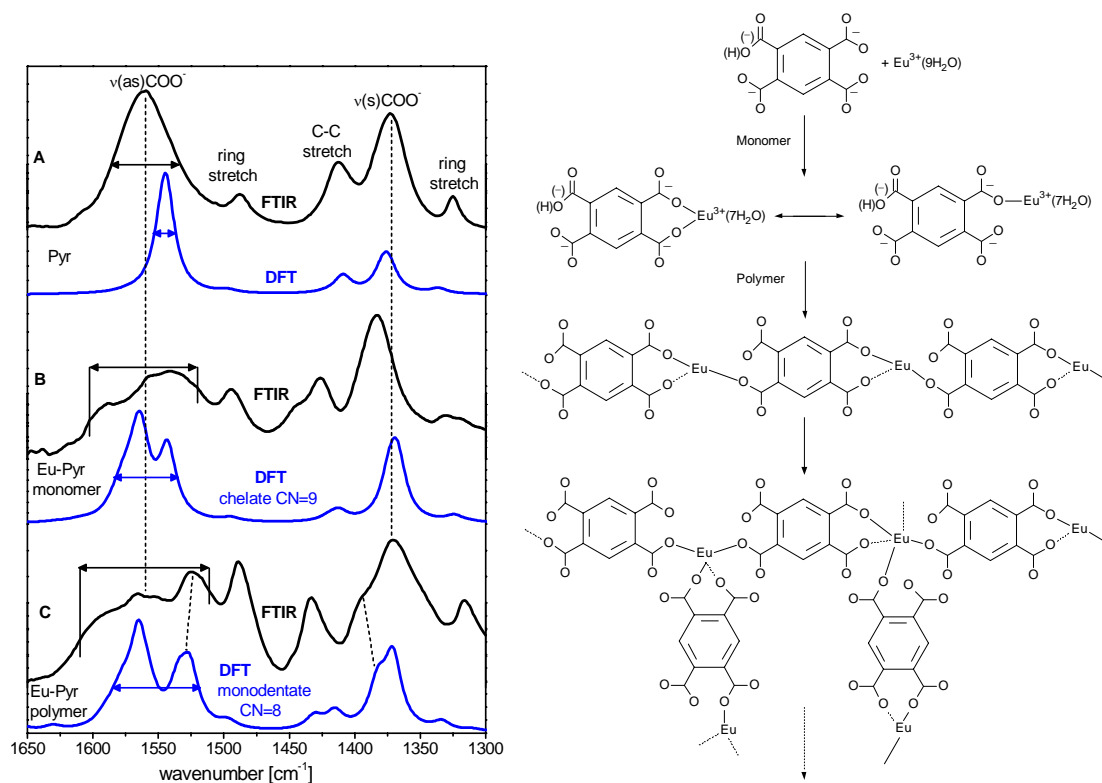 ν(as)COO⁻
ν(s)COO⁻
A
ring
stretch
C-C
stretch
ring
stretch
FTIR
Pyr
DFT
B
FTIR
Eu-Pyr
monomer
DFT
chelate CN=9
C
FTIR
Eu-Pyr
polymer
DFT
monodentate
CN=8
1650 1600 1550 1500 1450 1400 1350 1300
wavenumber [cm⁻¹]
O O
(−) − O
(H)O
O O
− −
O O
+ Eu³⁺(9H₂O)
Monomer
O O
(−) −
(H)O O
Eu³⁺(7H₂O)
O O
− −
O O
O O
(−) −
(H)O O—Eu³⁺(7H₂O)
O O
− −
O O
Polymer
O O O O O O
O O O O O O
Eu Eu Eu
O O O O O O
O O O O O O
O O O O O O
O O O O O O
Eu Eu Eu
O O O O O O
O O O O O O
O O O O
O O O O
O O O O
O O O O
Eu Eu